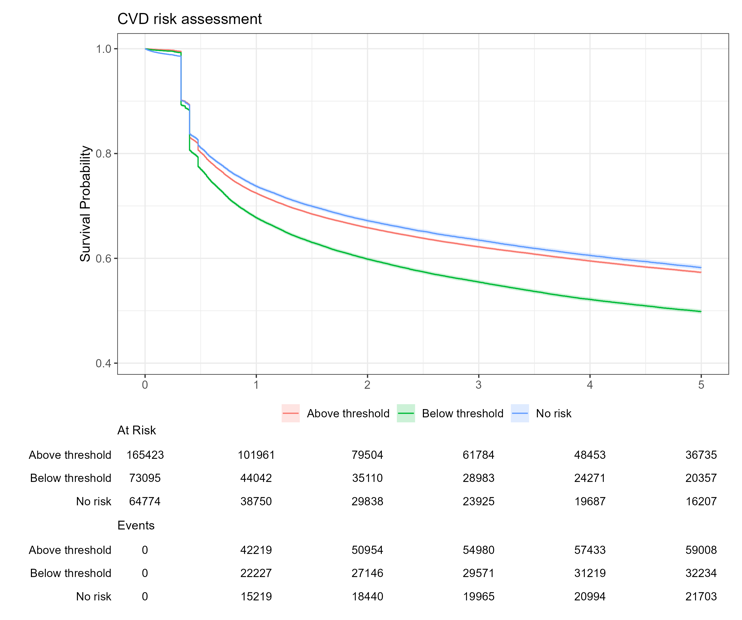 CVD risk assessment
Survival Probability
1.0
0.8
0.6
0.4
0 1 2 3 4 5
Above threshold Below threshold No risk
At Risk
Above threshold 165423 101961 79504 61784 48453 36735
Below threshold 73095 44042 35110 28983 24271 20357
No risk 64774 38750 29838 23925 19687 16207
Events
Above threshold 0 42219 50954 54980 57433 59008
Below threshold 0 22227 27146 29571 31219 32234
No risk 0 15219 18440 19965 20994 21703